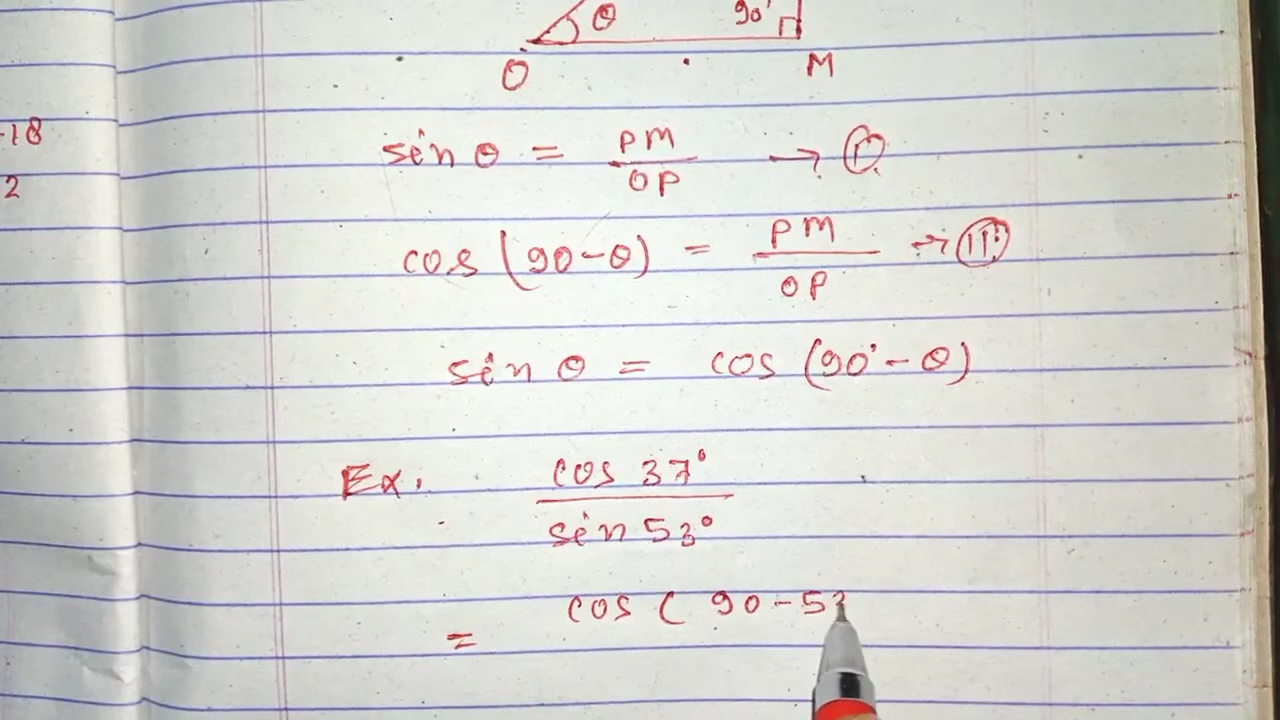 θ 90°
O M
-18
2
sin θ = PM/OP → (i)
cos (90-θ) = PM/OP → (ii)
sin θ = cos (90° - θ)
Ex. cos 37°/sin 53°
= cos ( 90-53